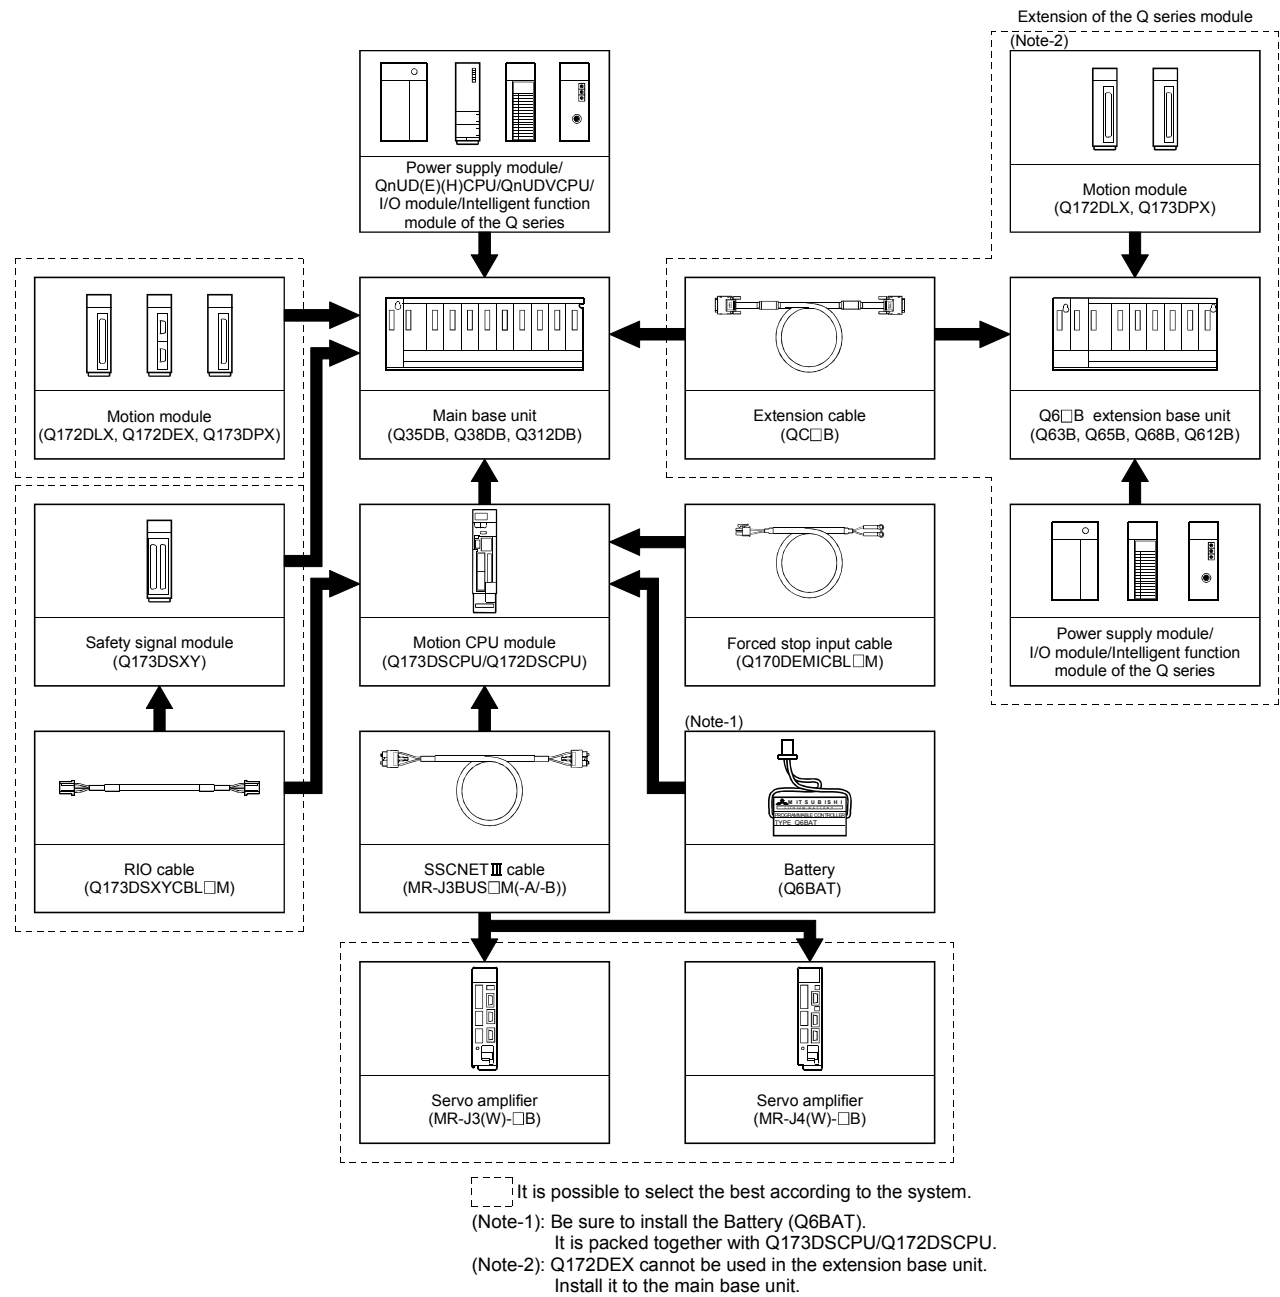 Extension of the Q series module
(Note-2)
Power supply module/
QnUD(E)(H)CPU/QnUDVCPU/
I/O module/Intelligent function
module of the Q series
Motion module
(Q172DLX, Q173DPX)
Motion module
(Q172DLX, Q172DEX, Q173DPX)
Main base unit
(Q35DB, Q38DB, Q312DB)
Extension cable
(QC□B)
Q6□B extension base unit
(Q63B, Q65B, Q68B, Q612B)
Safety signal module
(Q173DSXY)
Motion CPU module
(Q173DSCPU/Q172DSCPU)
Forced stop input cable
(Q170DEMICBL□M)
Power supply module/
I/O module/Intelligent function
module of the Q series
(Note-1)
MITSUBISHI
PROGRAMMABLE CONTROLLER
TYPE Q6BAT
RIO cable
(Q173DSXYCBL□M)
SSCNETⅢ cable
(MR-J3BUS□M(-A/-B))
Battery
(Q6BAT)
Servo amplifier
(MR-J3(W)-□B)
Servo amplifier
(MR-J4(W)-□B)
It is possible to select the best according to the system.
(Note-1): Be sure to install the Battery (Q6BAT).
It is packed together with Q173DSCPU/Q172DSCPU.
(Note-2): Q172DEX cannot be used in the extension base unit.
Install it to the main base unit.